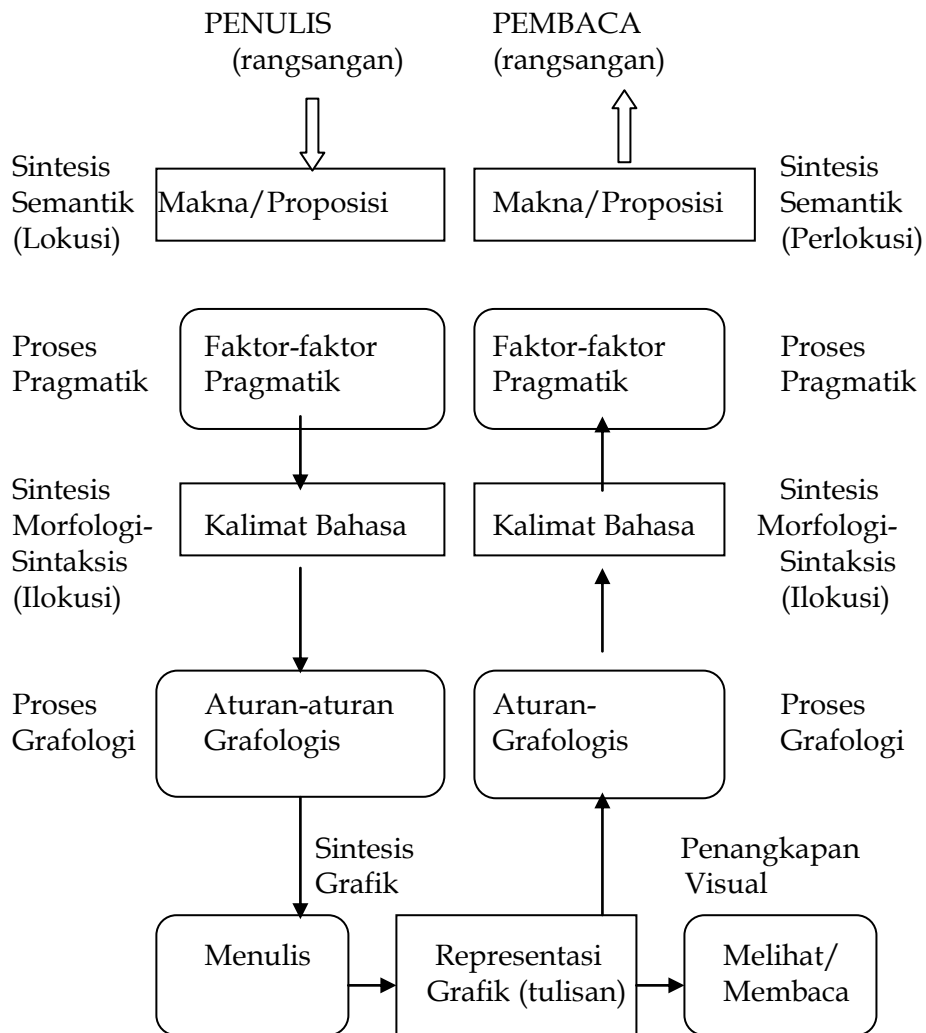 PENULIS PEMBACA
(rangsangan) (rangsangan)
Sintesis Sintesis
Semantik Makna/Proposisi Makna/Proposisi Semantik
(Lokusi) (Perlokusi)
Proses Faktor-faktor Faktor-faktor Proses
Pragmatik Pragmatik Pragmatik Pragmatik
Sintesis Sintesis
Morfologi- Kalimat Bahasa Kalimat Bahasa Morfologi-
Sintaksis Sintaksis
(Ilokusi) (Ilokusi)
Proses Aturan-aturan Aturan- Proses
Grafologi Grafologis Grafologis Grafologi
Sintesis Penangkapan
Grafik Visual
Menulis Representasi Melihat/
Grafik (tulisan) Membaca